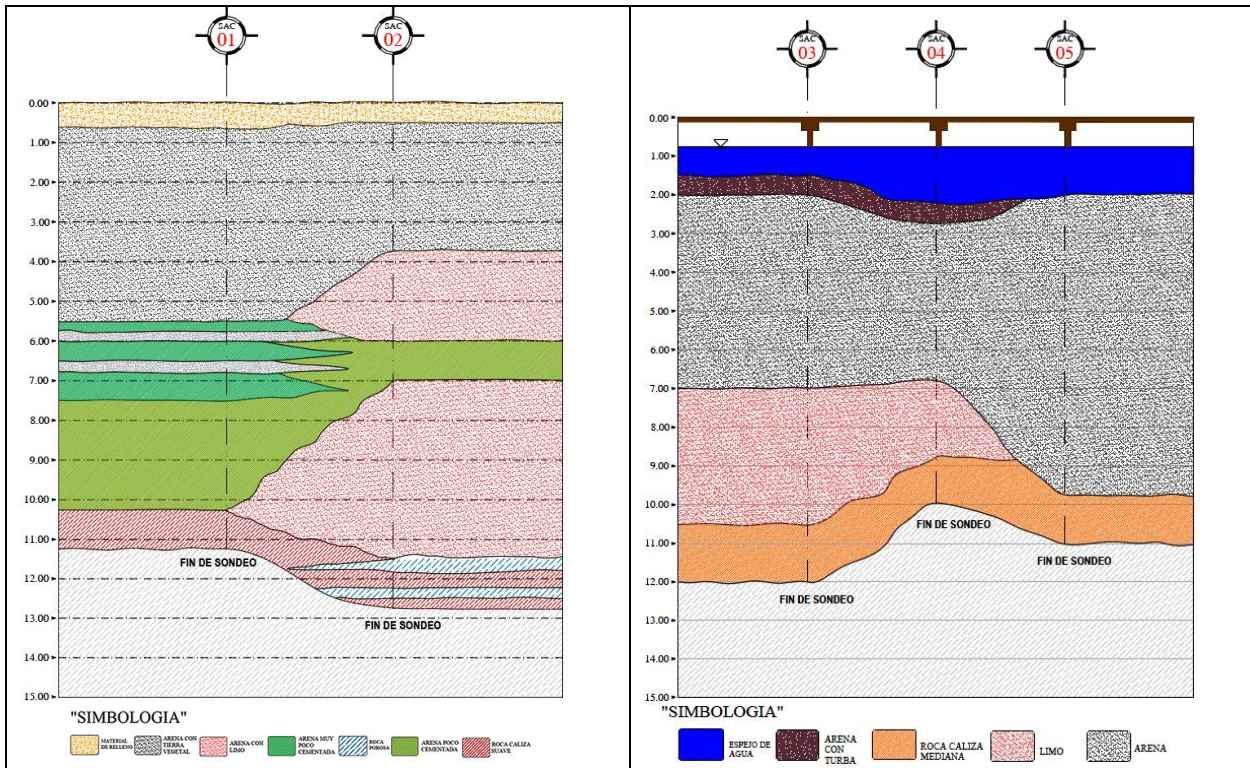 SAC
01
SAC
02
0.00
1.00
2.00
3.00
4.00
5.00
6.00
7.00
8.00
9.00
10.00
11.00
12.00
13.00
14.00
15.00
FIN DE SONDEO
FIN DE SONDEO
"SIMBOLOGIA"
MATERIAL
DE RELLENO
ARENA CON
TIERRA
VEGETAL
ARENA CON
LIMO
ARENA MUY
POCO
CEMENTADA
ROCA
POROSA
ARENA POCO
CEMENTADA
ROCA CALIZA
SUAVE
SAC
03
SAC
04
SAC
05
0.00
1.00
2.00
3.00
4.00
5.00
6.00
7.00
8.00
9.00
10.00
11.00
12.00
13.00
14.00
15.00
FIN DE SONDEO
FIN DE SONDEO
FIN DE SONDEO
"SIMBOLOGIA"
ESPEJO DE
AGUA
ARENA
CON
TURBA
ROCA CALIZA
MEDIANA
LIMO
ARENA